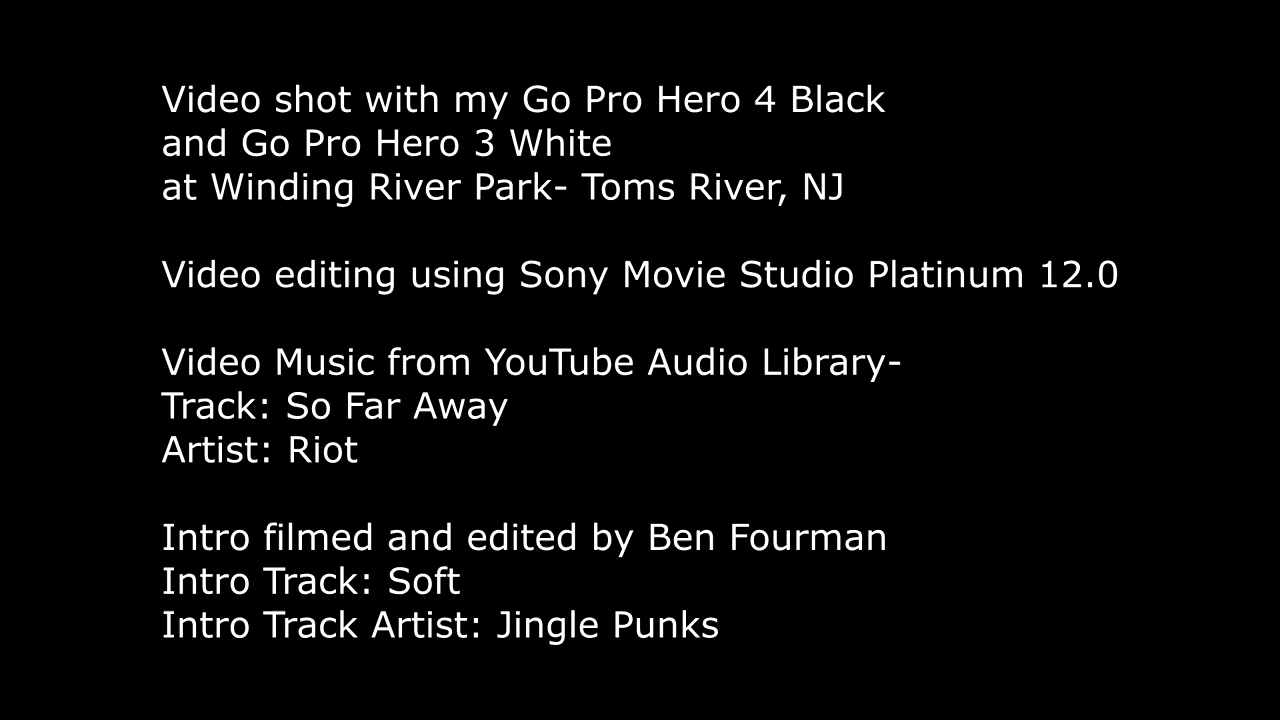 Video shot with my Go Pro Hero 4 Black
and Go Pro Hero 3 White
at Winding River Park- Toms River, NJ
Video editing using Sony Movie Studio Platinum 12.0
Video Music from YouTube Audio Library-
Track: So Far Away
Artist: Riot
Intro filmed and edited by Ben Fourman
Intro Track: Soft
Intro Track Artist: Jingle Punks